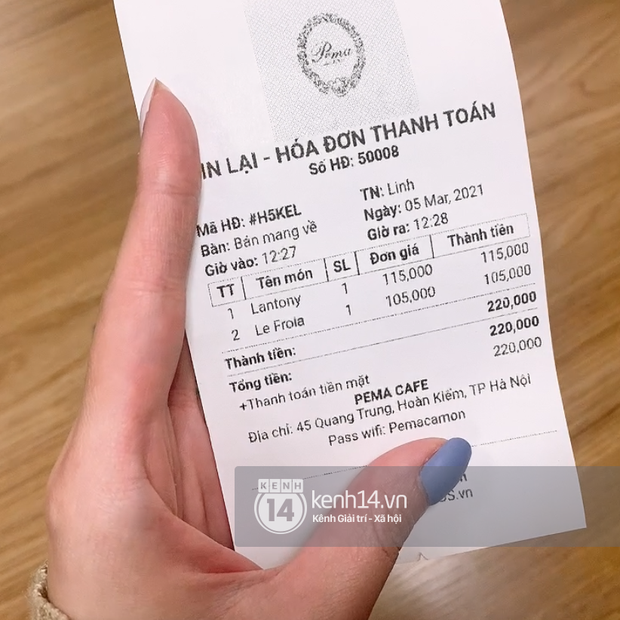 Pema
IN LẠI - HÓA ĐƠN THANH TOÁN
Số HĐ: 50008
Mã HĐ: #H5KEL TN: Linh
Bàn: Bán mang về Ngày: 05 Mar, 2021
Giờ vào: 12:27 Giờ ra: 12:28
TT Tên món SL Đơn giá Thành tiền
1 Lantony 1 115,000 115,000
2 Le Froia 1 105,000 105,000
Thành tiền: 220,000
Tổng tiền: 220,000
+Thanh toán tiền mặt 220,000
PEMA CAFE
Địa chỉ: 45 Quang Trung, Hoàn Kiếm, TP Hà Nội
Pass wifi: Pemacamon
KENH
14
kenh14.vn
Kênh Giải trí - Xã hội